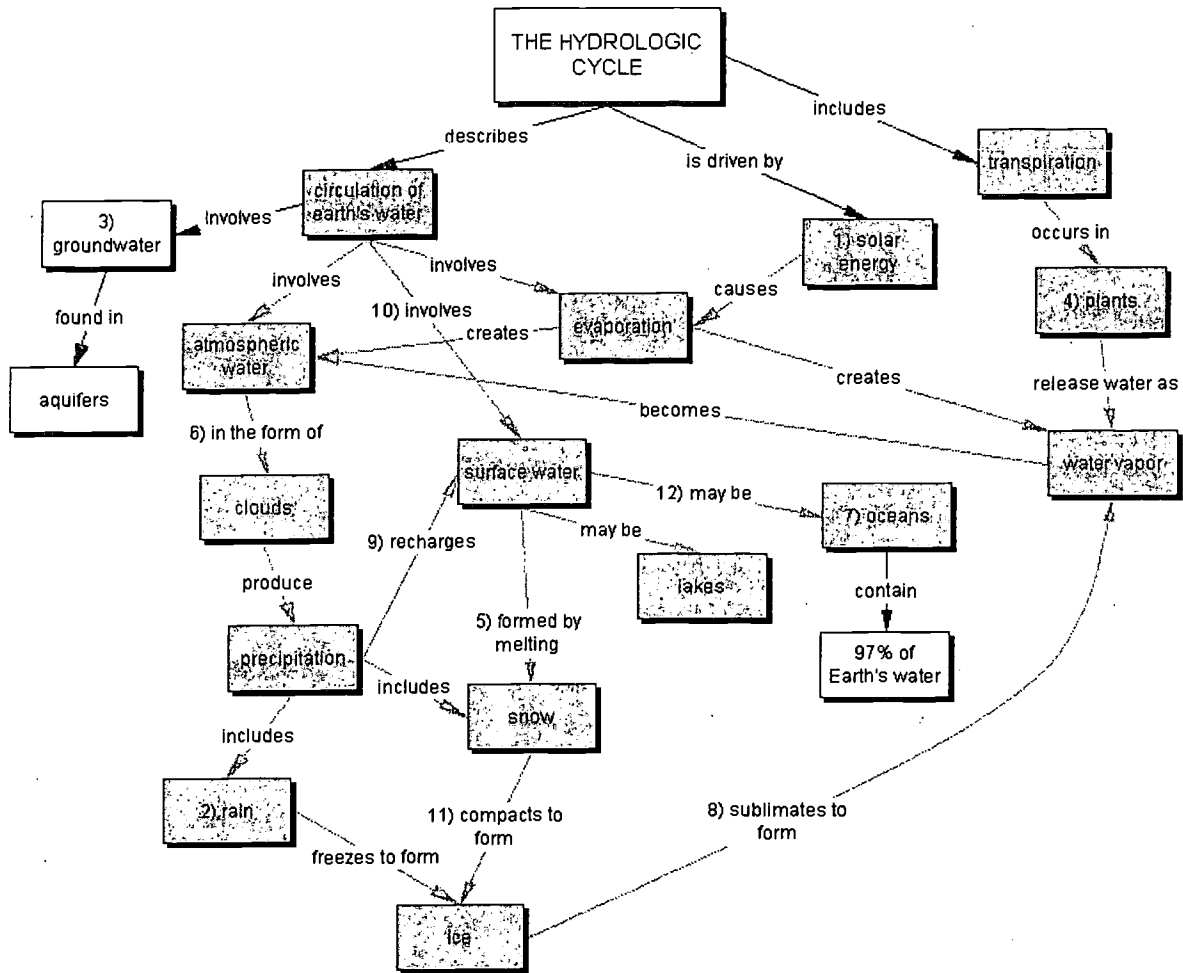 THE HYDROLOGIC
CYCLE
includes
describes
is driven by
transpiration
circulation of
earth's water
3)
groundwater
involves
1) solar
energy
occurs in
involves
involves
10) involves
causes
4) plants
found in
atmospheric
water
creates
evaporation
aquifers
creates
release water as
becomes
6) in the form of
surface water
water vapor
clouds
12) may be
7) oceans
9) recharges
may be
lakes
produce
contain
5) formed by
melting
precipitation
97% of
Earth's water
includes
snow
includes
2) rain
11) compacts to
form
8) sublimates to
form
freezes to form
ice